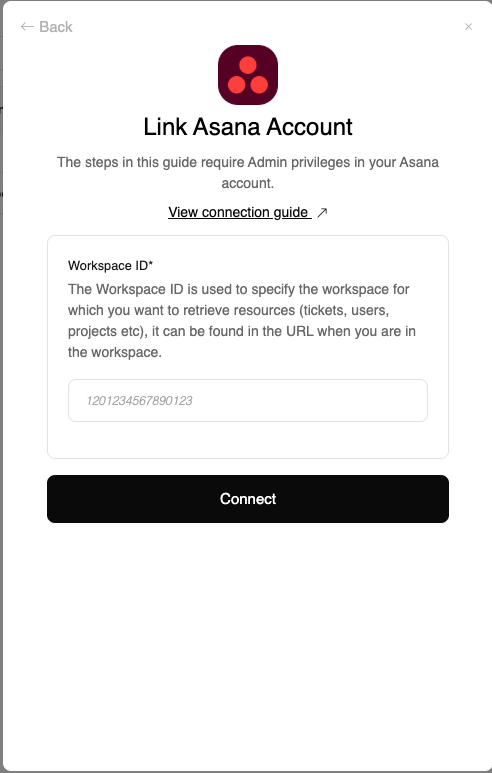 ← Back
×
Link Asana Account
The steps in this guide require Admin privileges in your Asana
account.
View connection guide ↗
Workspace ID*
The Workspace ID is used to specify the workspace for
which you want to retrieve resources (tickets, users,
projects etc), it can be found in the URL when you are in
the workspace.
1201234567890123
Connect